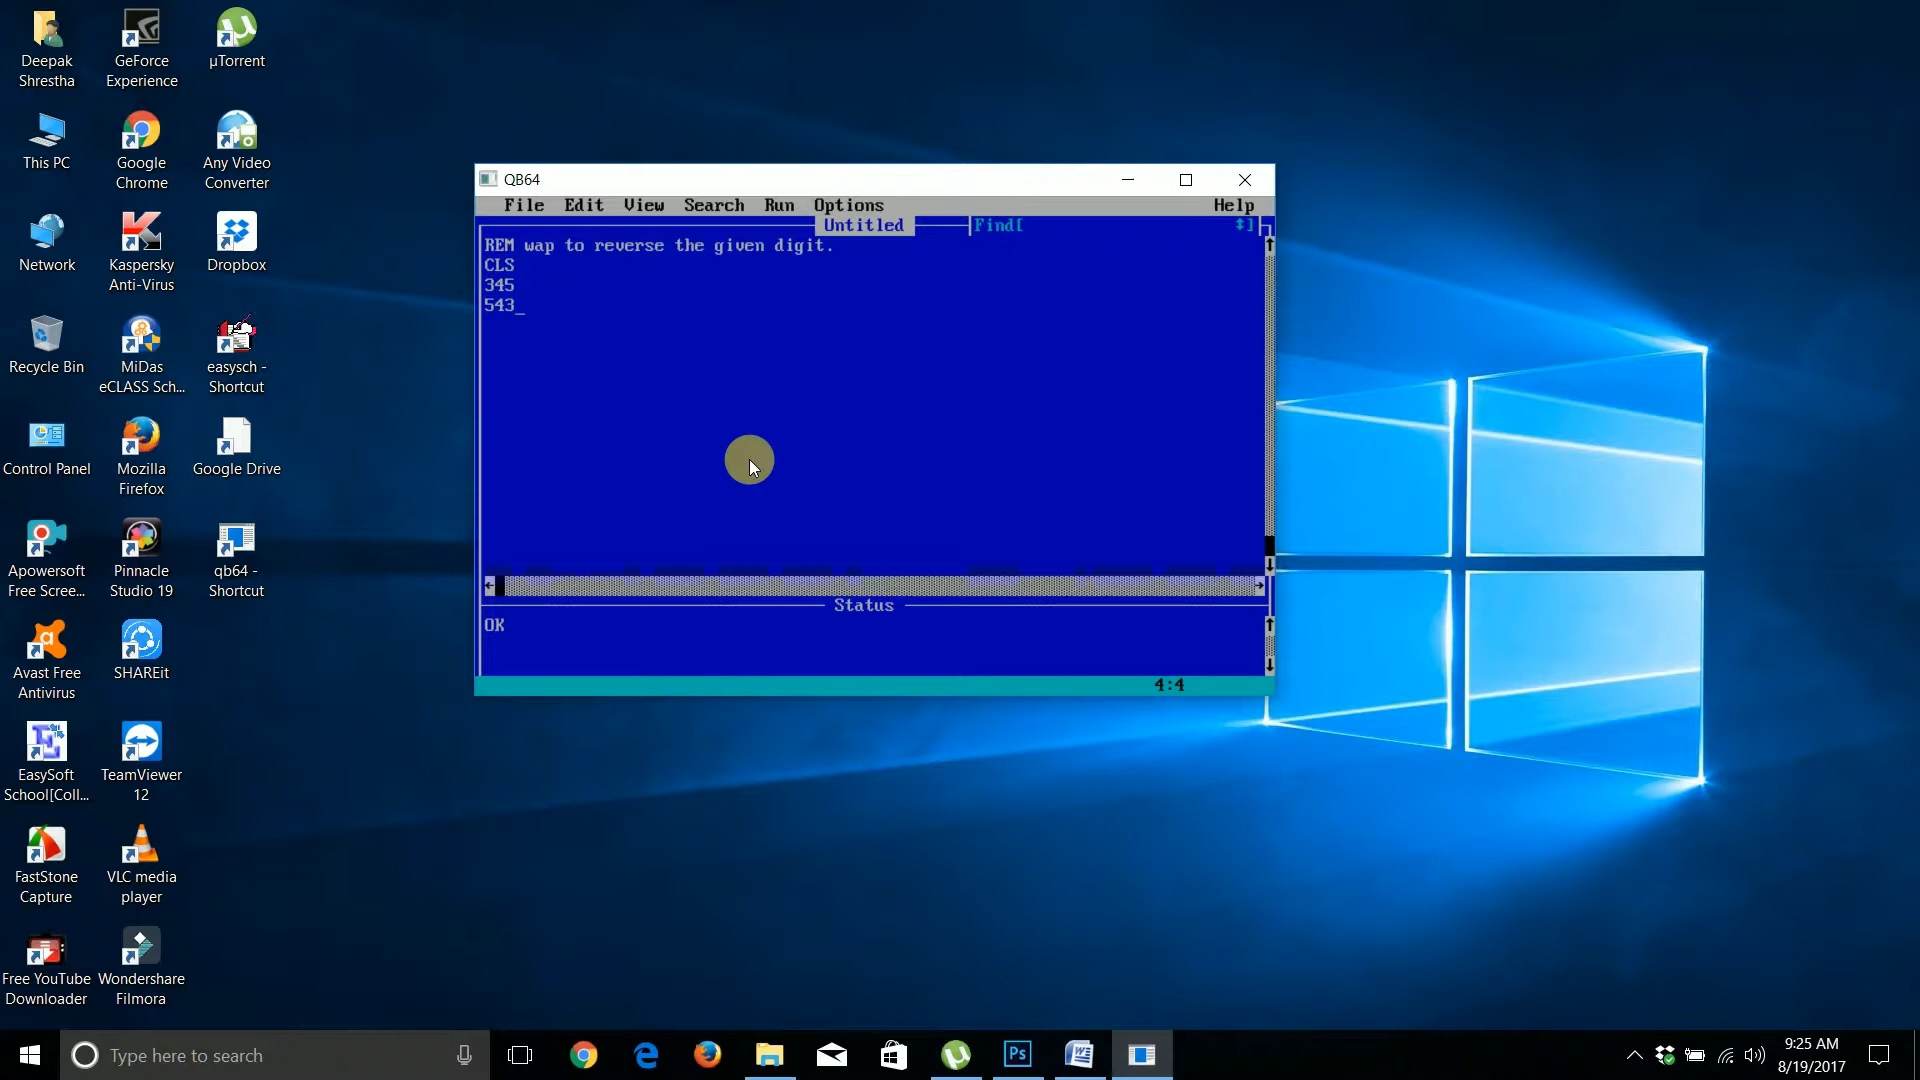 Deepak
Shrestha
GeForce
Experience
µTorrent
This PC
Google
Chrome
Any Video
Converter
Network
Kaspersky
Anti-Virus
Dropbox
Recycle Bin
MiDas
eCLASS Sch...
easysch -
Shortcut
Control Panel
Mozilla
Firefox
Google Drive
Apowersoft
Free Scree...
Pinnacle
Studio 19
qb64 -
Shortcut
Avast Free
Antivirus
SHAREit
EasySoft
School[Coll...
TeamViewer
12
FastStone
Capture
VLC media
player
Free YouTube
Downloader
Wondershare
Filmora
QB64
File Edit View Search Run Options Help
Untitled Find[ ]
REM wap to reverse the given digit.
CLS
345
543_
Status
OK
4:4
Type here to search
Ps
9:25 AM
8/19/2017